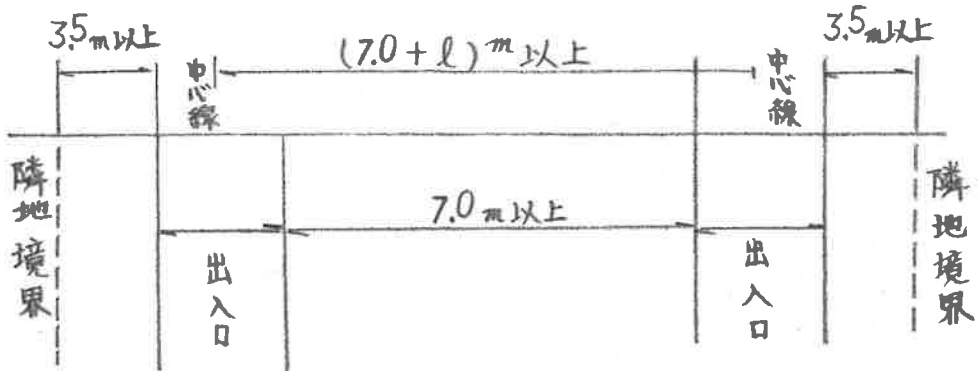 3.5m以上
(7.0+ℓ)m以上
3.5m以上
中心線
中心線
隣地境界
7.0m以上
隣地境界
出入口
出入口